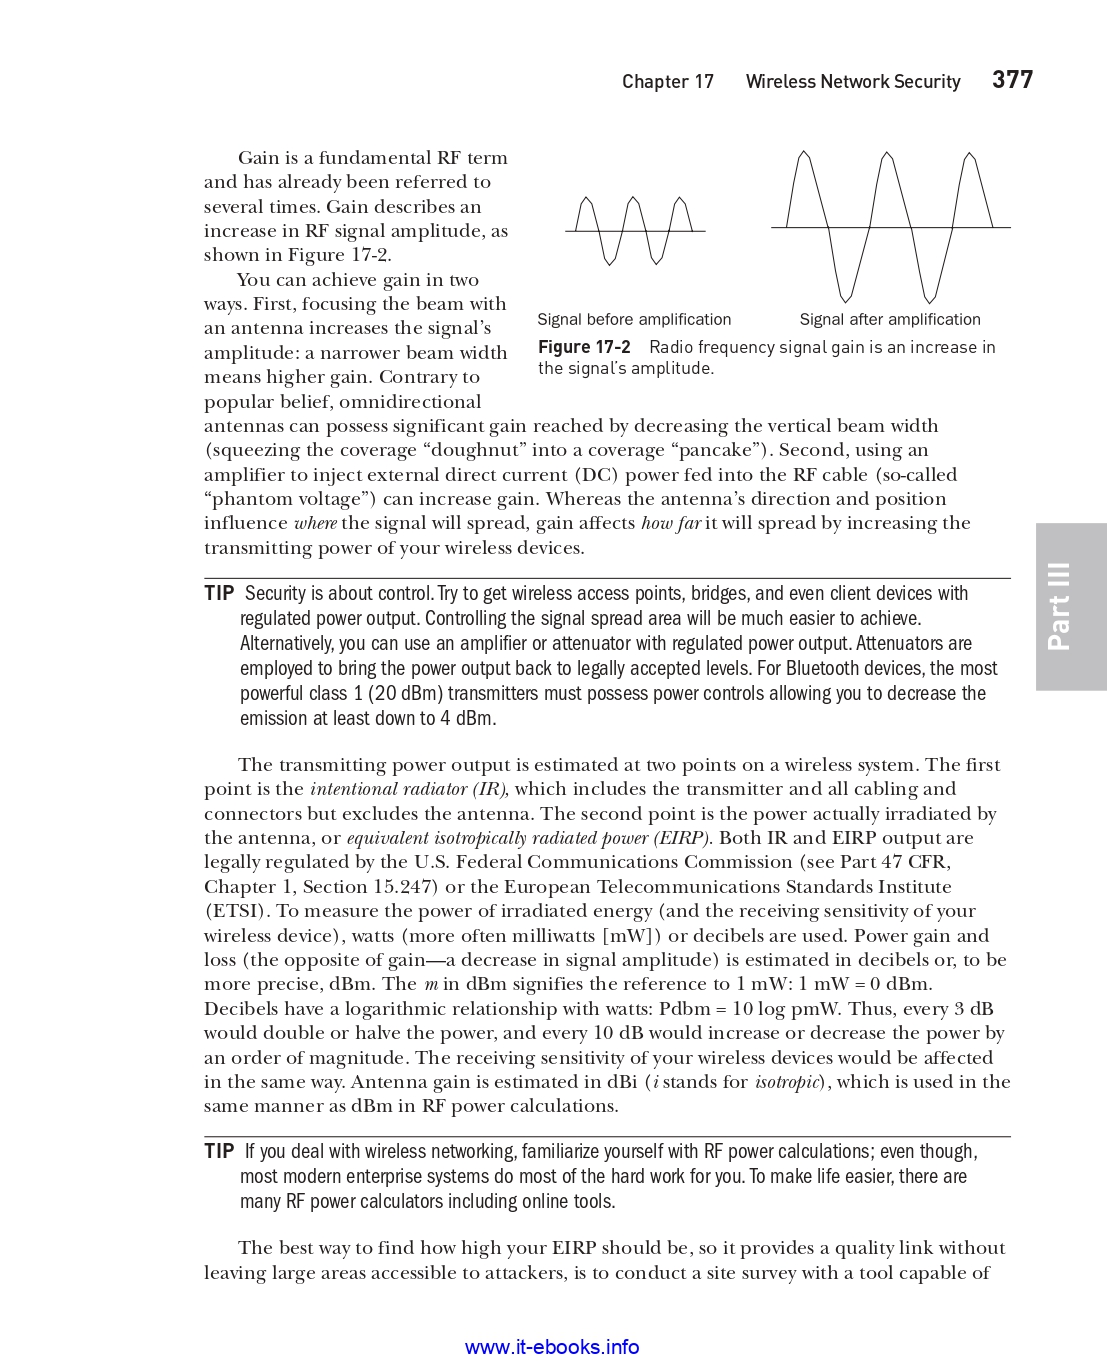 Chapter 17 Wireless Network Security 377
Gain is a fundamental RF term
and has already been referred to
several times. Gain describes an
increase in RF signal amplitude, as
shown in Figure 17-2.
You can achieve gain in two
ways. First, focusing the beam with
an antenna increases the signal's
amplitude: a narrower beam width
means higher gain. Contrary to
popular belief, omnidirectional
Signal before amplification
Signal after amplification
Figure 17-2 Radio frequency signal gain is an increase in
the signal's amplitude.
antennas can possess significant gain reached by decreasing the vertical beam width
(squeezing the coverage “doughnut” into a coverage “pancake”). Second, using an
amplifier to inject external direct current (DC) power fed into the RF cable (so-called
“phantom voltage”) can increase gain. Whereas the antenna's direction and position
influence where the signal will spread, gain affects how far it will spread by increasing the
transmitting power of your wireless devices.
TIP Security is about control. Try to get wireless access points, bridges, and even client devices with
regulated power output. Controlling the signal spread area will be much easier to achieve.
Alternatively, you can use an amplifier or attenuator with regulated power output. Attenuators are
employed to bring the power output back to legally accepted levels. For Bluetooth devices, the most
powerful class 1 (20 dBm) transmitters must possess power controls allowing you to decrease the
emission at least down to 4 dBm.
Part III
The transmitting power output is estimated at two points on a wireless system. The first
point is the intentional radiator (IR), which includes the transmitter and all cabling and
connectors but excludes the antenna. The second point is the power actually irradiated by
the antenna, or equivalent isotropically radiated power (EIRP). Both IR and EIRP output are
legally regulated by the U.S. Federal Communications Commission (see Part 47 CFR,
Chapter 1, Section 15.247) or the European Telecommunications Standards Institute
(ETSI). To measure the power of irradiated energy (and the receiving sensitivity of your
wireless device), watts (more often milliwatts [mW]) or decibels are used. Power gain and
loss (the opposite of gain—a decrease in signal amplitude) is estimated in decibels or, to be
more precise, dBm. The m in dBm signifies the reference to 1 mW: 1 mW = 0 dBm.
Decibels have a logarithmic relationship with watts: Pdbm = 10 log pmW. Thus, every 3 dB
would double or halve the power, and every 10 dB would increase or decrease the power by
an order of magnitude. The receiving sensitivity of your wireless devices would be affected
in the same way. Antenna gain is estimated in dBi (i stands for isotropic), which is used in the
same manner as dBm in RF power calculations.
TIP If you deal with wireless networking, familiarize yourself with RF power calculations; even though,
most modern enterprise systems do most of the hard work for you. To make life easier, there are
many RF power calculators including online tools.
The best way to find how high your EIRP should be, so it provides a quality link without
leaving large areas accessible to attackers, is to conduct a site survey with a tool capable of
www.it-ebooks.info